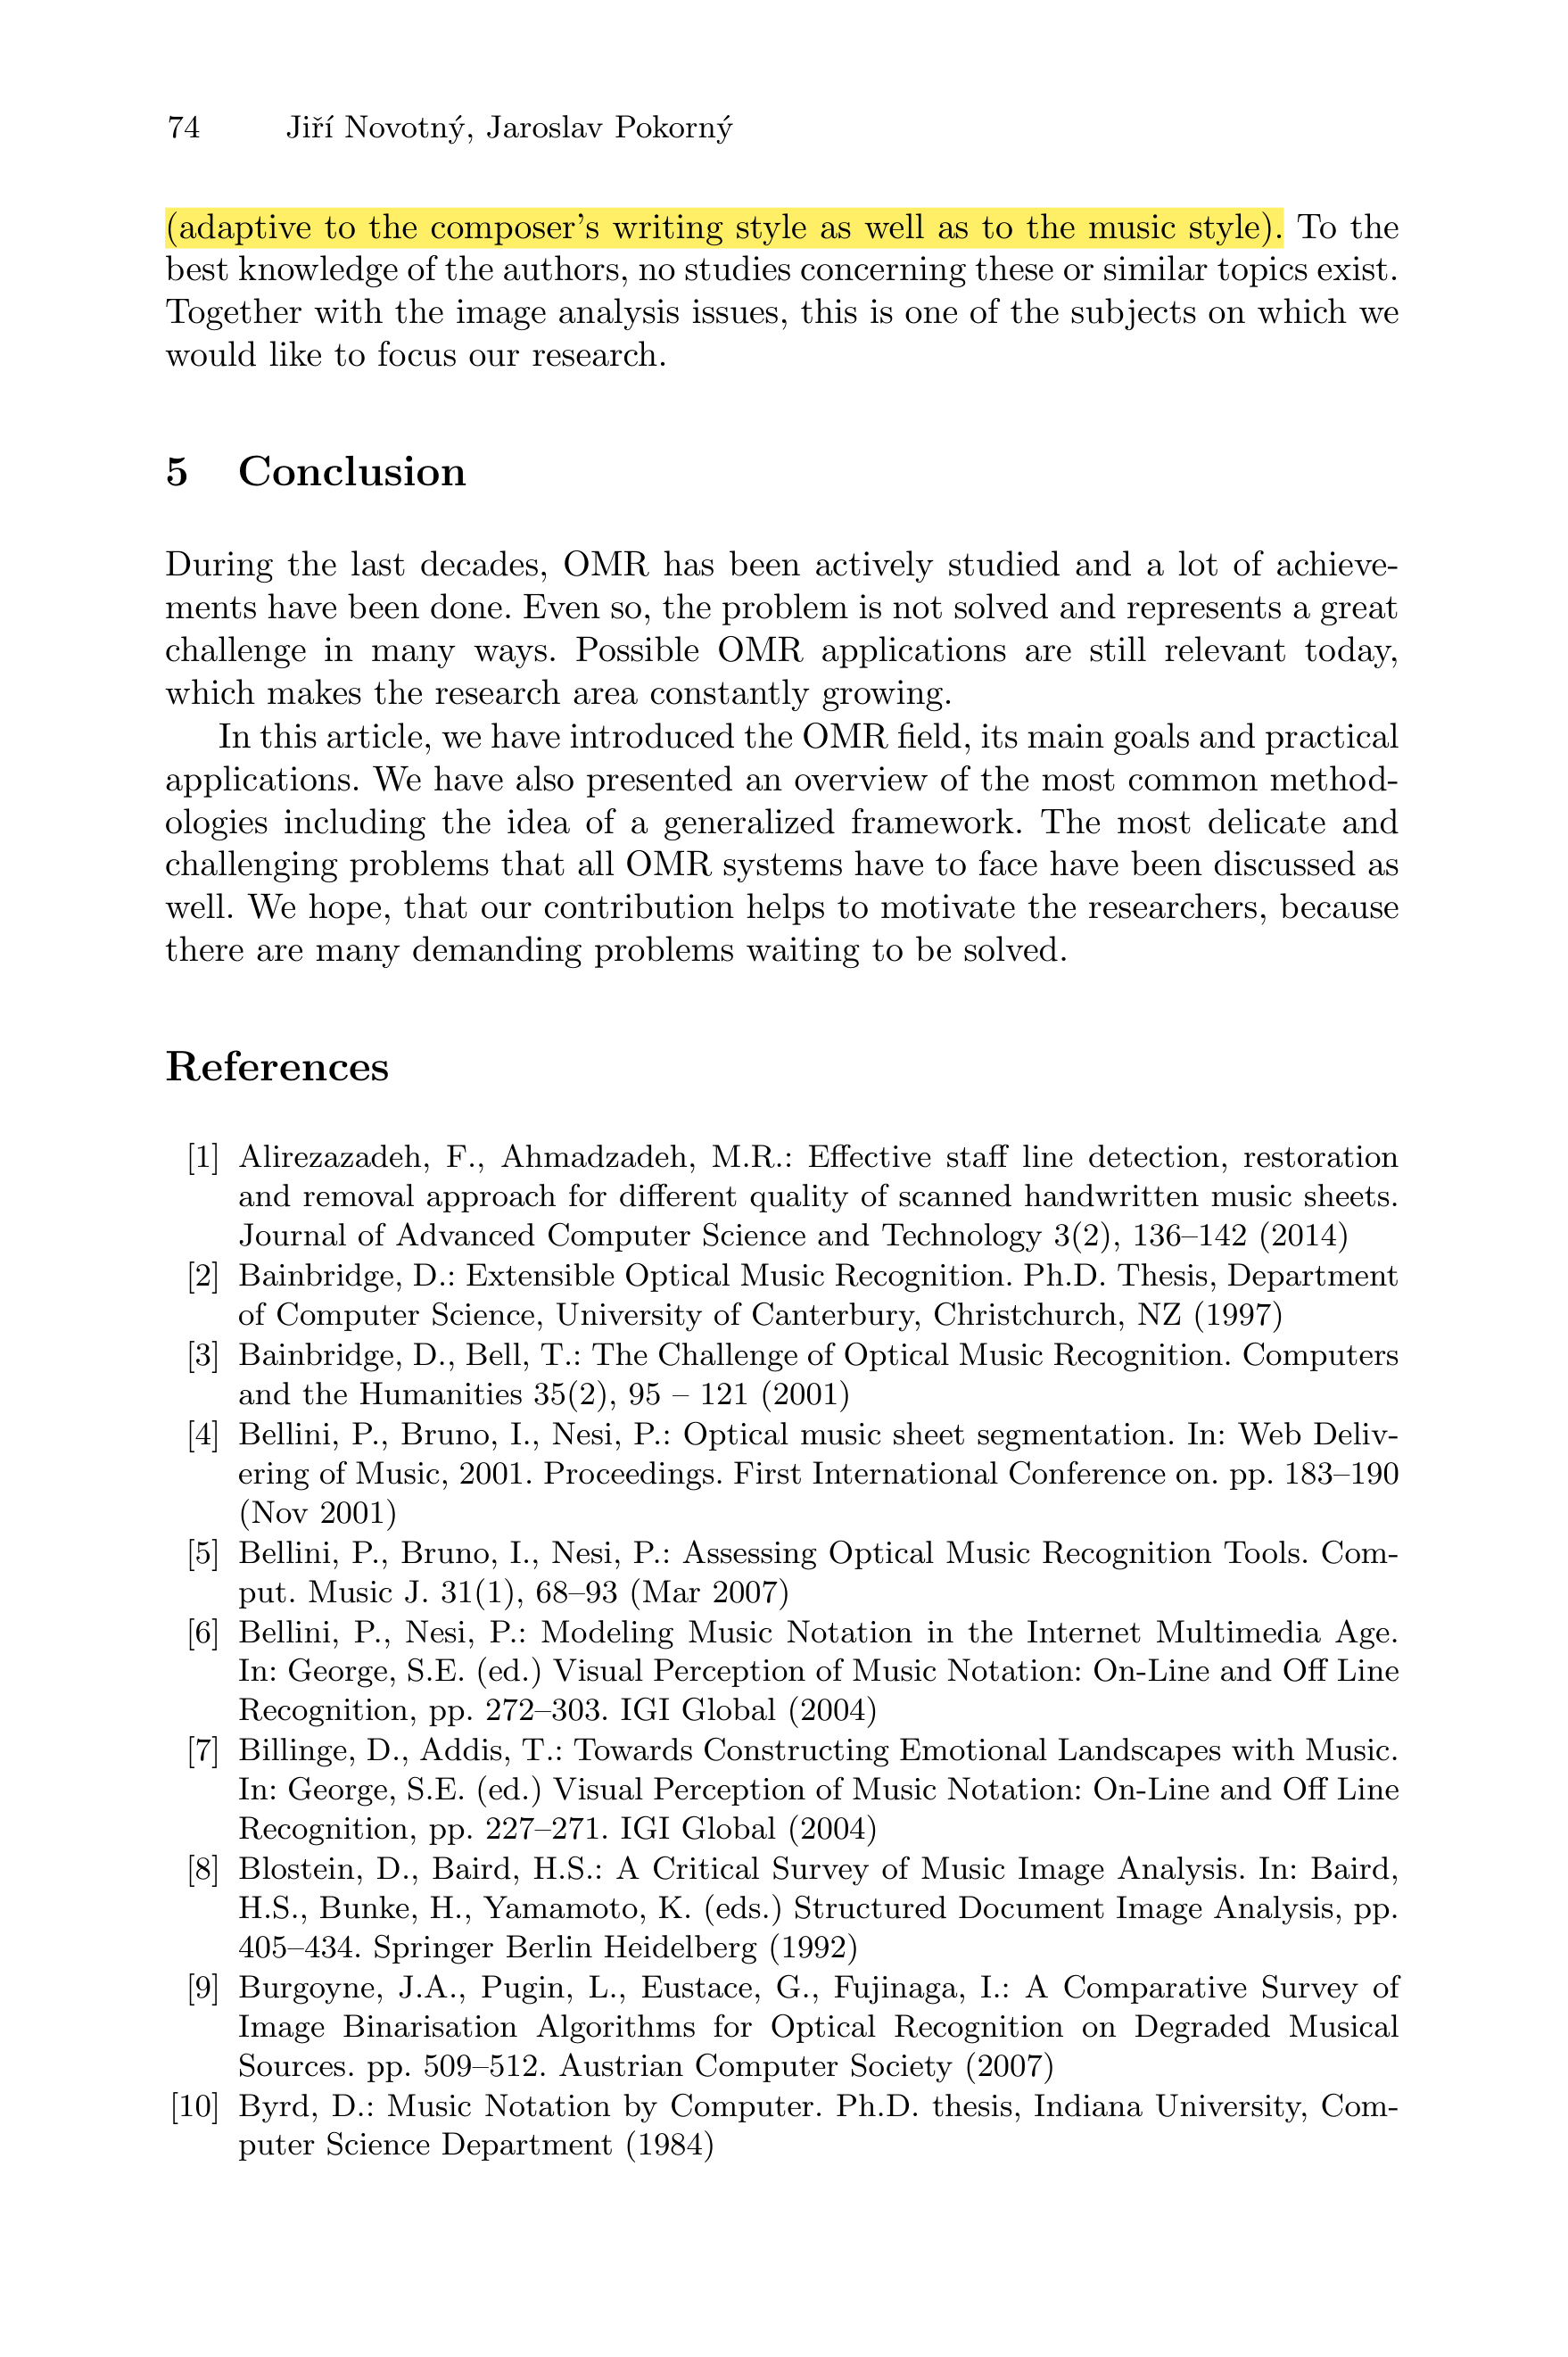 74 Jiří Novotný, Jaroslav Pokorný
(adaptive to the composer's writing style as well as to the music style). To the
best knowledge of the authors, no studies concerning these or similar topics exist.
Together with the image analysis issues, this is one of the subjects on which we
would like to focus our research.
5 Conclusion
During the last decades, OMR has been actively studied and a lot of achieve-
ments have been done. Even so, the problem is not solved and represents a great
challenge in many ways. Possible OMR applications are still relevant today,
which makes the research area constantly growing.
In this article, we have introduced the OMR field, its main goals and practical
applications. We have also presented an overview of the most common method-
ologies including the idea of a generalized framework. The most delicate and
challenging problems that all OMR systems have to face have been discussed as
well. We hope, that our contribution helps to motivate the researchers, because
there are many demanding problems waiting to be solved.
References
[1] Alirezazadeh, F., Ahmadzadeh, M.R.: Effective staff line detection, restoration
and removal approach for different quality of scanned handwritten music sheets.
Journal of Advanced Computer Science and Technology 3(2), 136–142 (2014)
[2] Bainbridge, D.: Extensible Optical Music Recognition. Ph.D. Thesis, Department
of Computer Science, University of Canterbury, Christchurch, NZ (1997)
[3] Bainbridge, D., Bell, T.: The Challenge of Optical Music Recognition. Computers
and the Humanities 35(2), 95 – 121 (2001)
[4] Bellini, P., Bruno, I., Nesi, P.: Optical music sheet segmentation. In: Web Deliv-
ering of Music, 2001. Proceedings. First International Conference on. pp. 183–190
(Nov 2001)
[5] Bellini, P., Bruno, I., Nesi, P.: Assessing Optical Music Recognition Tools. Com-
put. Music J. 31(1), 68–93 (Mar 2007)
[6] Bellini, P., Nesi, P.: Modeling Music Notation in the Internet Multimedia Age.
In: George, S.E. (ed.) Visual Perception of Music Notation: On-Line and Off Line
Recognition, pp. 272–303. IGI Global (2004)
[7] Billinge, D., Addis, T.: Towards Constructing Emotional Landscapes with Music.
In: George, S.E. (ed.) Visual Perception of Music Notation: On-Line and Off Line
Recognition, pp. 227–271. IGI Global (2004)
[8] Blostein, D., Baird, H.S.: A Critical Survey of Music Image Analysis. In: Baird,
H.S., Bunke, H., Yamamoto, K. (eds.) Structured Document Image Analysis, pp.
405–434. Springer Berlin Heidelberg (1992)
[9] Burgoyne, J.A., Pugin, L., Eustace, G., Fujinaga, I.: A Comparative Survey of
Image Binarisation Algorithms for Optical Recognition on Degraded Musical
Sources. pp. 509–512. Austrian Computer Society (2007)
[10] Byrd, D.: Music Notation by Computer. Ph.D. thesis, Indiana University, Com-
puter Science Department (1984)